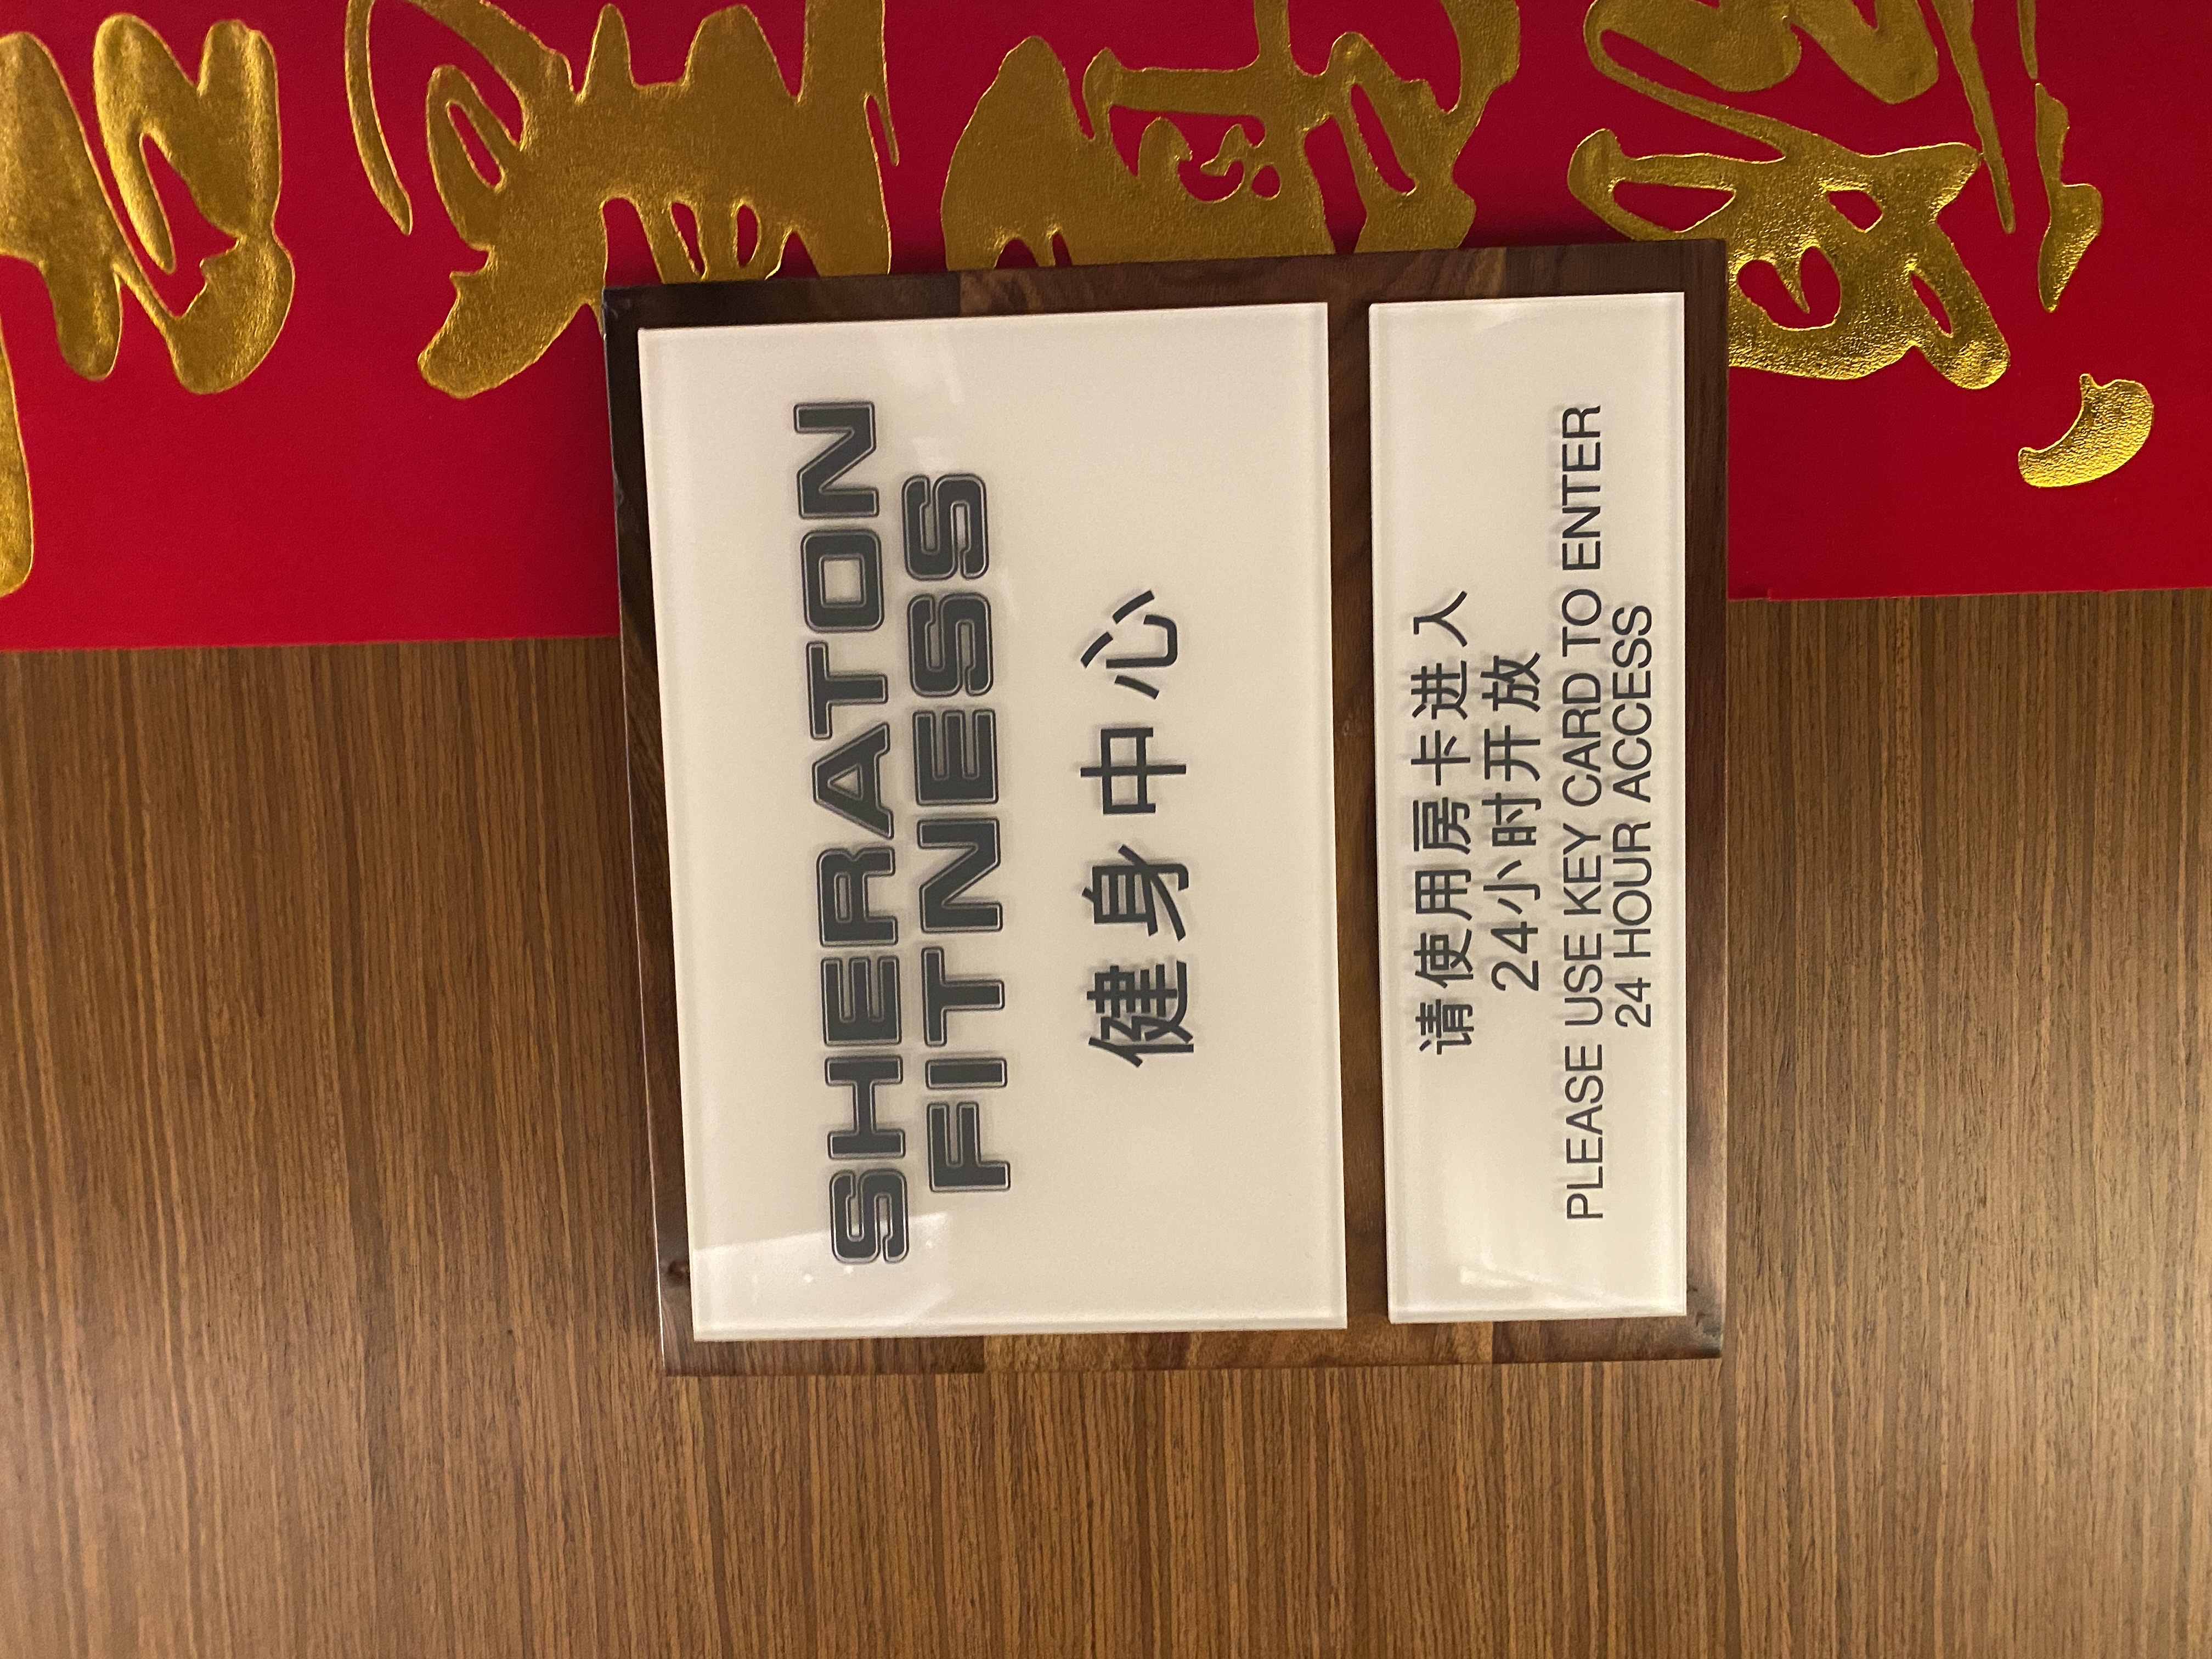 SHERATON
FITNESS
健身中心
请使用房卡进入
24小时开放
PLEASE USE KEY CARD TO ENTER
24 HOUR ACCESS